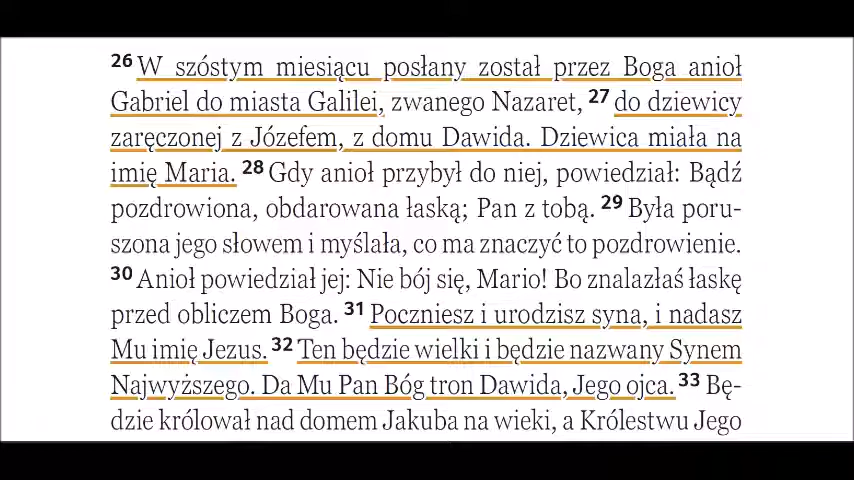 26 W szóstym miesiącu posłany został przez Boga anioł
Gabriel do miasta Galilei, zwanego Nazaret, 27 do dziewicy
zaręczonej z Józefem, z domu Dawida. Dziewica miała na
imię Maria. 28 Gdy anioł przybył do niej, powiedział: Bądź
pozdrowiona, obdarowana łaską; Pan z tobą. 29 Była poru-
szona jego słowem i myślała, co ma znaczyć to pozdrowienie.
30 Anioł powiedział jej: Nie bój się, Mario! Bo znalazłaś łaskę
przed obliczem Boga. 31 Poczniesz i urodzisz syna, i nadasz
Mu imię Jezus. 32 Ten będzie wielki i będzie nazwany Synem
Najwyższego. Da Mu Pan Bóg tron Dawida, Jego ojca. 33 Bę-
dzie królował nad domem Jakuba na wieki, a Królestwu Jego